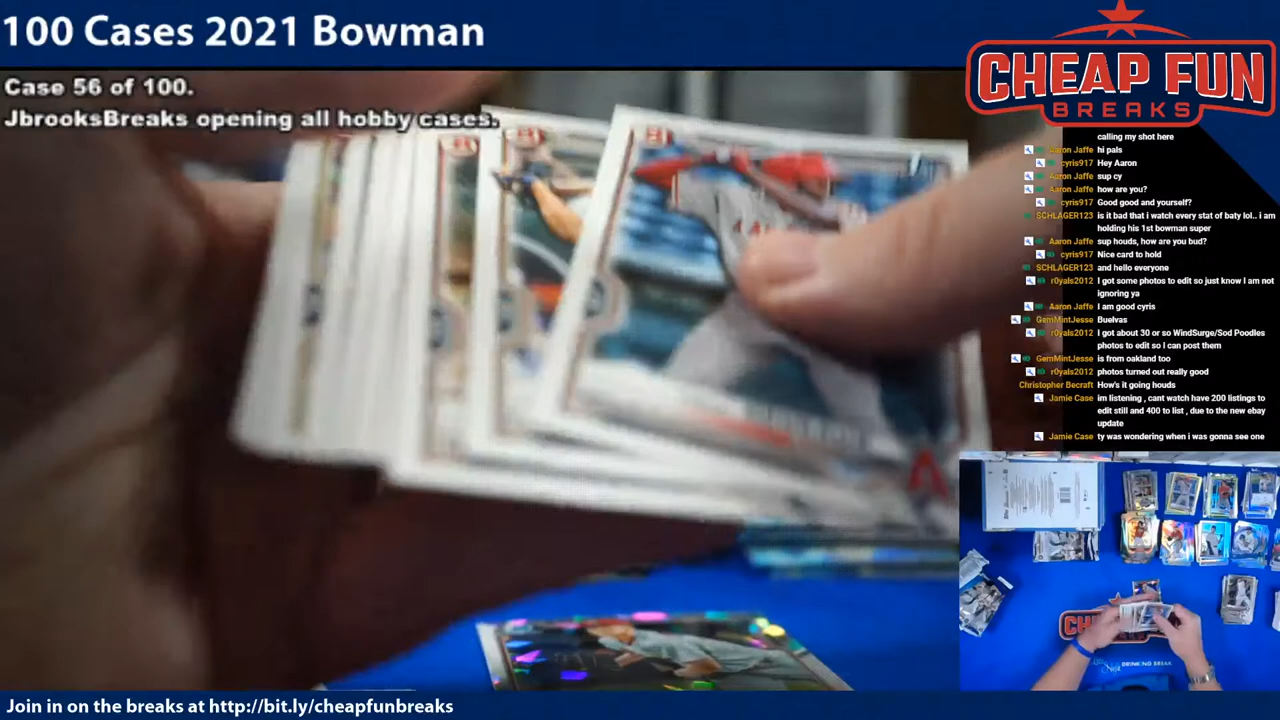 100 Cases 2021 Bowman
Case 56 of 100.
JbrooksBreaks opening all hobby cases.
CHEAP FUN
BREAKS
calling my shot here
Aaron Jaffe hi pals
cyris917 Hey Aaron
Aaron Jaffe sup cy
Aaron Jaffe how are you?
cyris917 Good good and yourself?
SCHLAGER123 is it bad that i watch every stat of baty lol.. i am
holding his 1st bowman super
Aaron Jaffe sup houds, how are you bud?
cyris917 Nice card to hold
SCHLAGER123 and hello everyone
r0yals2012 I got some photos to edit so just know I am not
ignoring ya
Aaron Jaffe I am good cyris
GemMintJesse Buelvas
r0yals2012 I got about 30 or so WindSurge/Sod Poodles
photos to edit so I can post them
GemMintJesse is from oakland too
r0yals2012 photos turned out really good
Christopher Becraft How's it going houds
Jamie Case im listening , cant watch have 200 listings to
edit still and 400 to list , due to the new ebay
update
Jamie Case ty was wondering when i was gonna see one
DRINKING BREAK
Join in on the breaks at http://bit.ly/cheapfunbreaks